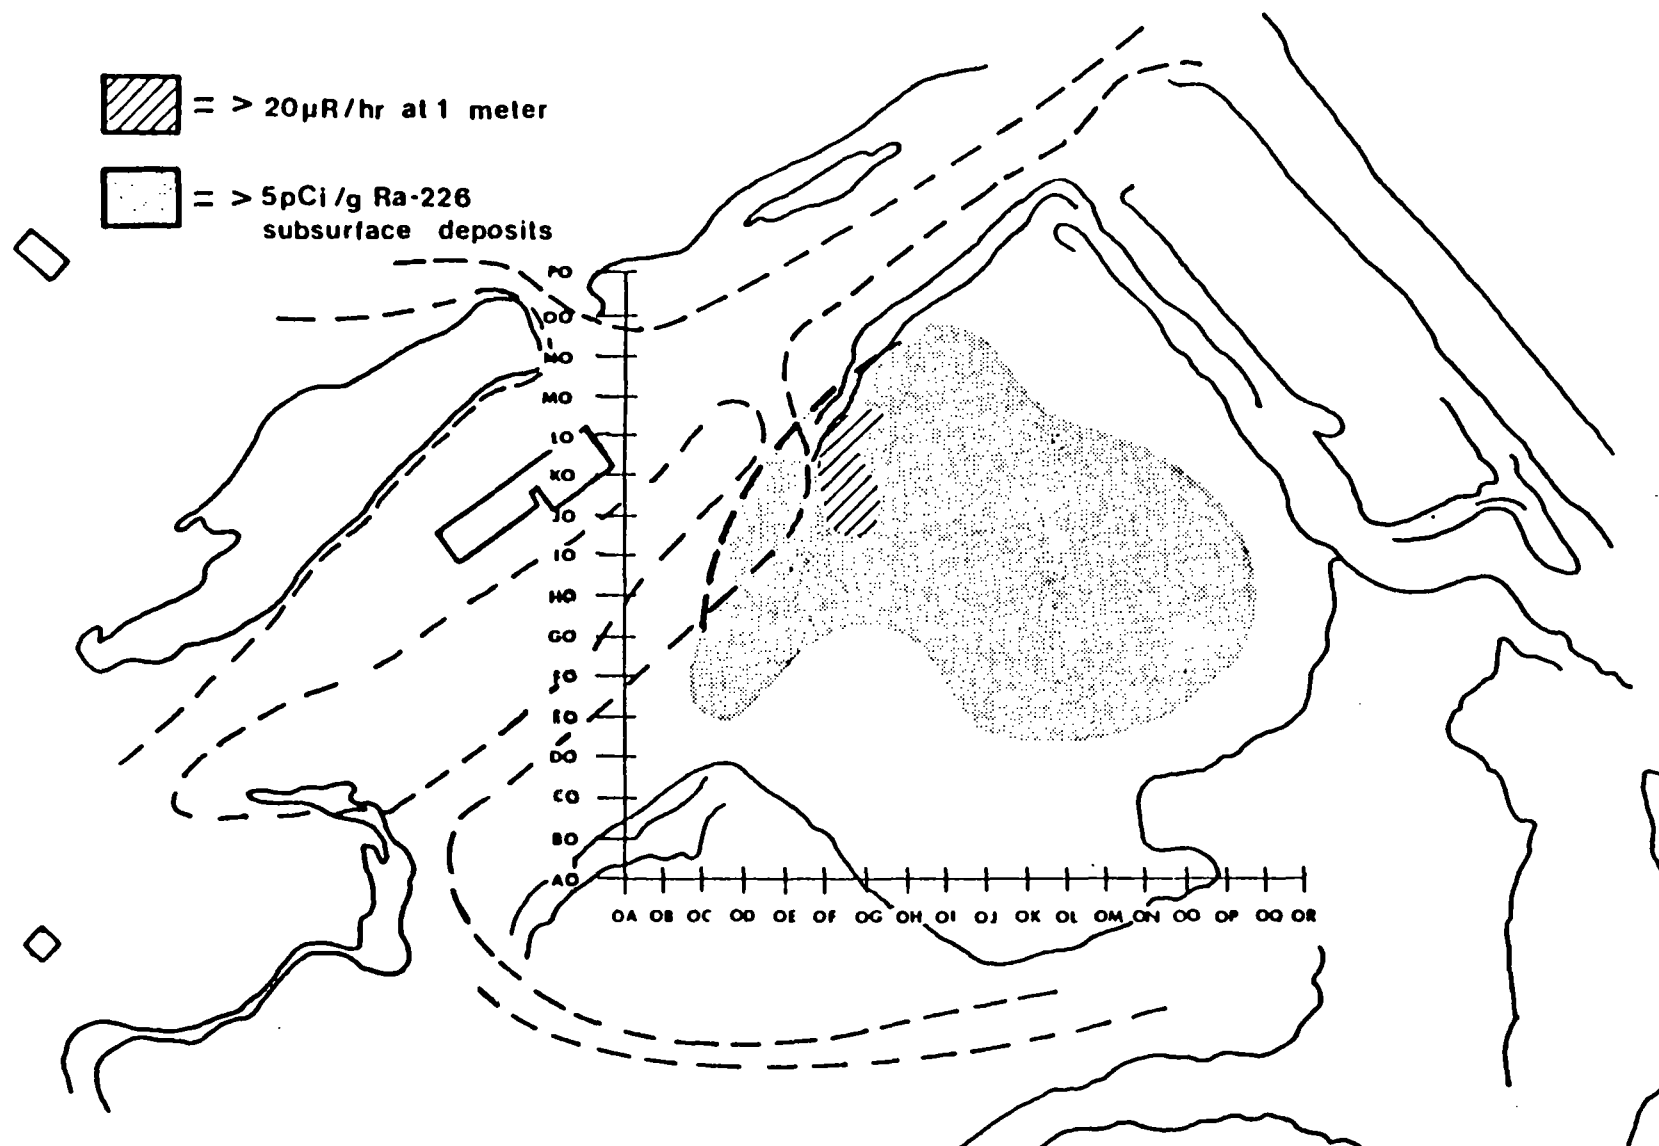 = > 20µR/hr at 1 meter
= > 5pCi/g Ra-226
subsurface deposits
PO
OO
NO
MO
LO
KO
JO
IO
HO
GO
FO
EO
DO
CO
BO
AO
OA OB OC OD OE OF OG OH OI OJ OK OL OM ON OO OP OQ OR